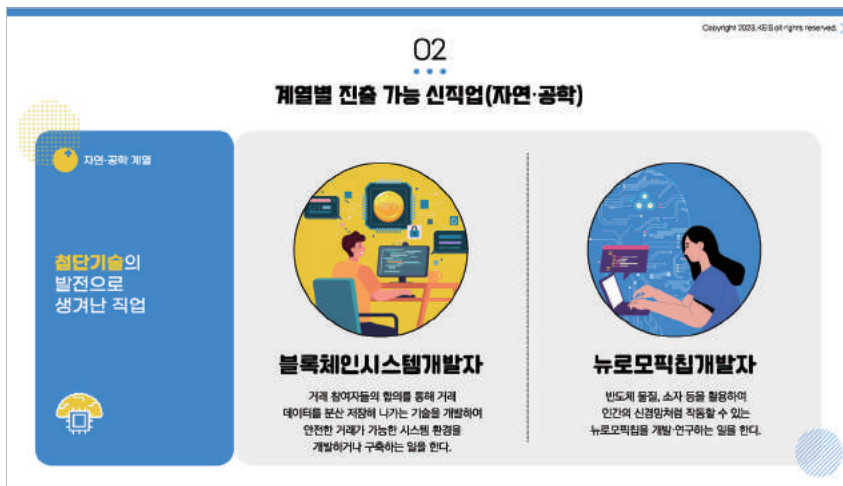 Copyright 2023. KEIS all rights reserved.
02
계열별 진출 가능 신직업(자연·공학)
자연·공학 계열
첨단기술의
발전으로
생겨난 직업
블록체인시스템개발자
거래 참여자들의 합의를 통해 거래
데이터를 분산 저장해 나가는 기술을 개발하여
안전한 거래가 가능한 시스템 환경을
개발하거나 구축하는 일을 한다.
뉴로모픽칩개발자
반도체 물질, 소자 등을 활용하여
인간의 신경망처럼 작동할 수 있는
뉴로모픽칩을 개발·연구하는 일을 한다.